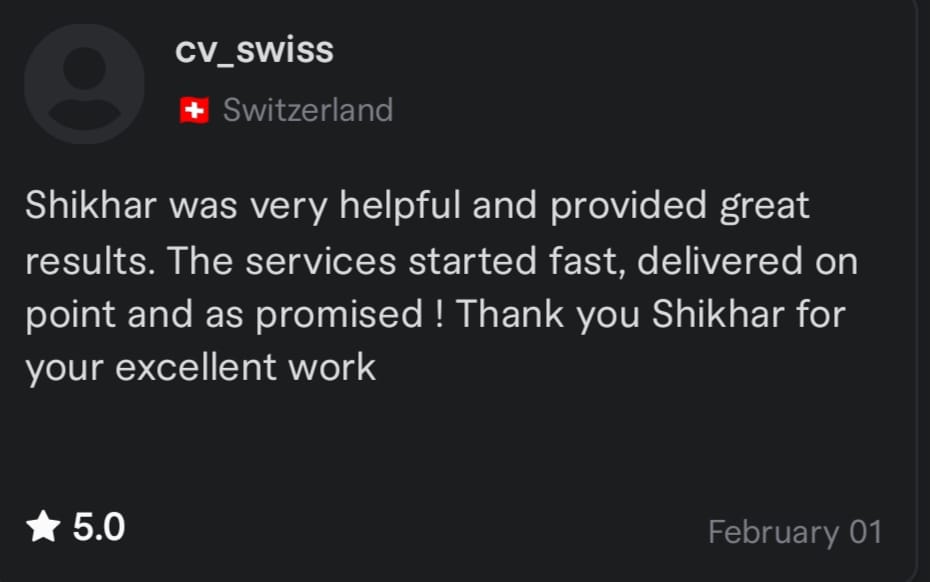 cv_swiss
Switzerland
Shikhar was very helpful and provided great
results. The services started fast, delivered on
point and as promised ! Thank you Shikhar for
your excellent work
5.0
February 01